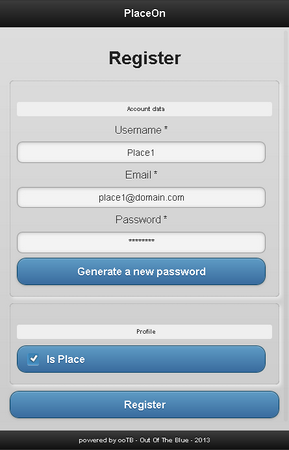 PlaceOn
Register
Account data
Username *
Place1
Email *
place1@domain.com
Password *
********
Generate a new password
Profile
Is Place
Register
powered by ooTB - Out Of The Blue - 2013